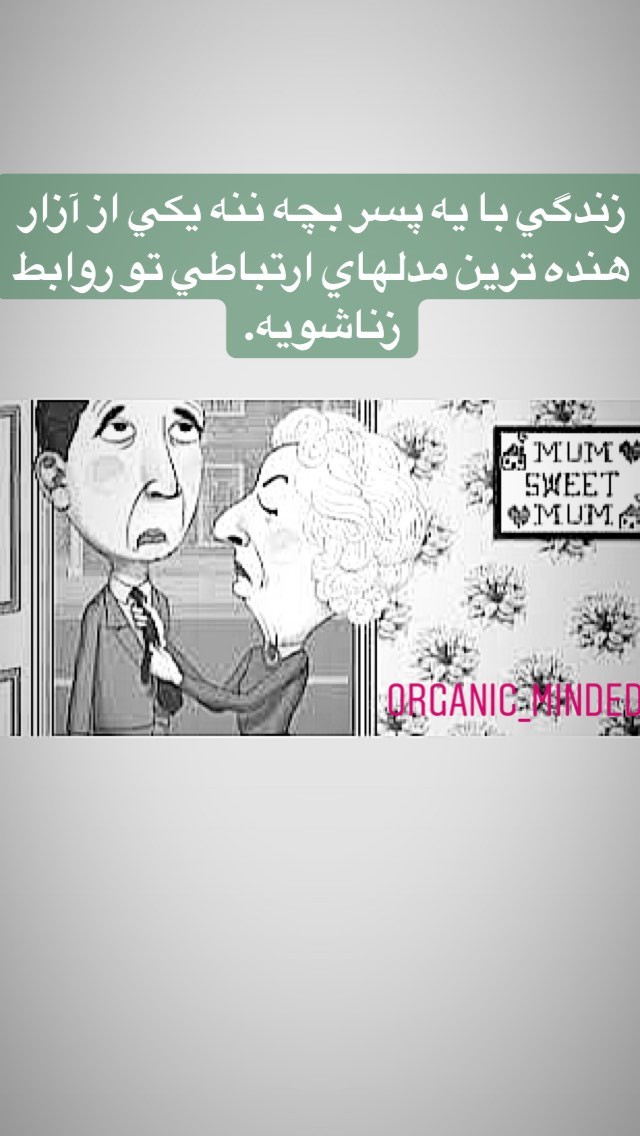 زندگي با يه پسر بچه ننه يكي از آزار
هنده ترين مدلهاي ارتباطي تو روابط
زناشويه.
MUM
SWEET
MUM
ORGANIC_MINDED